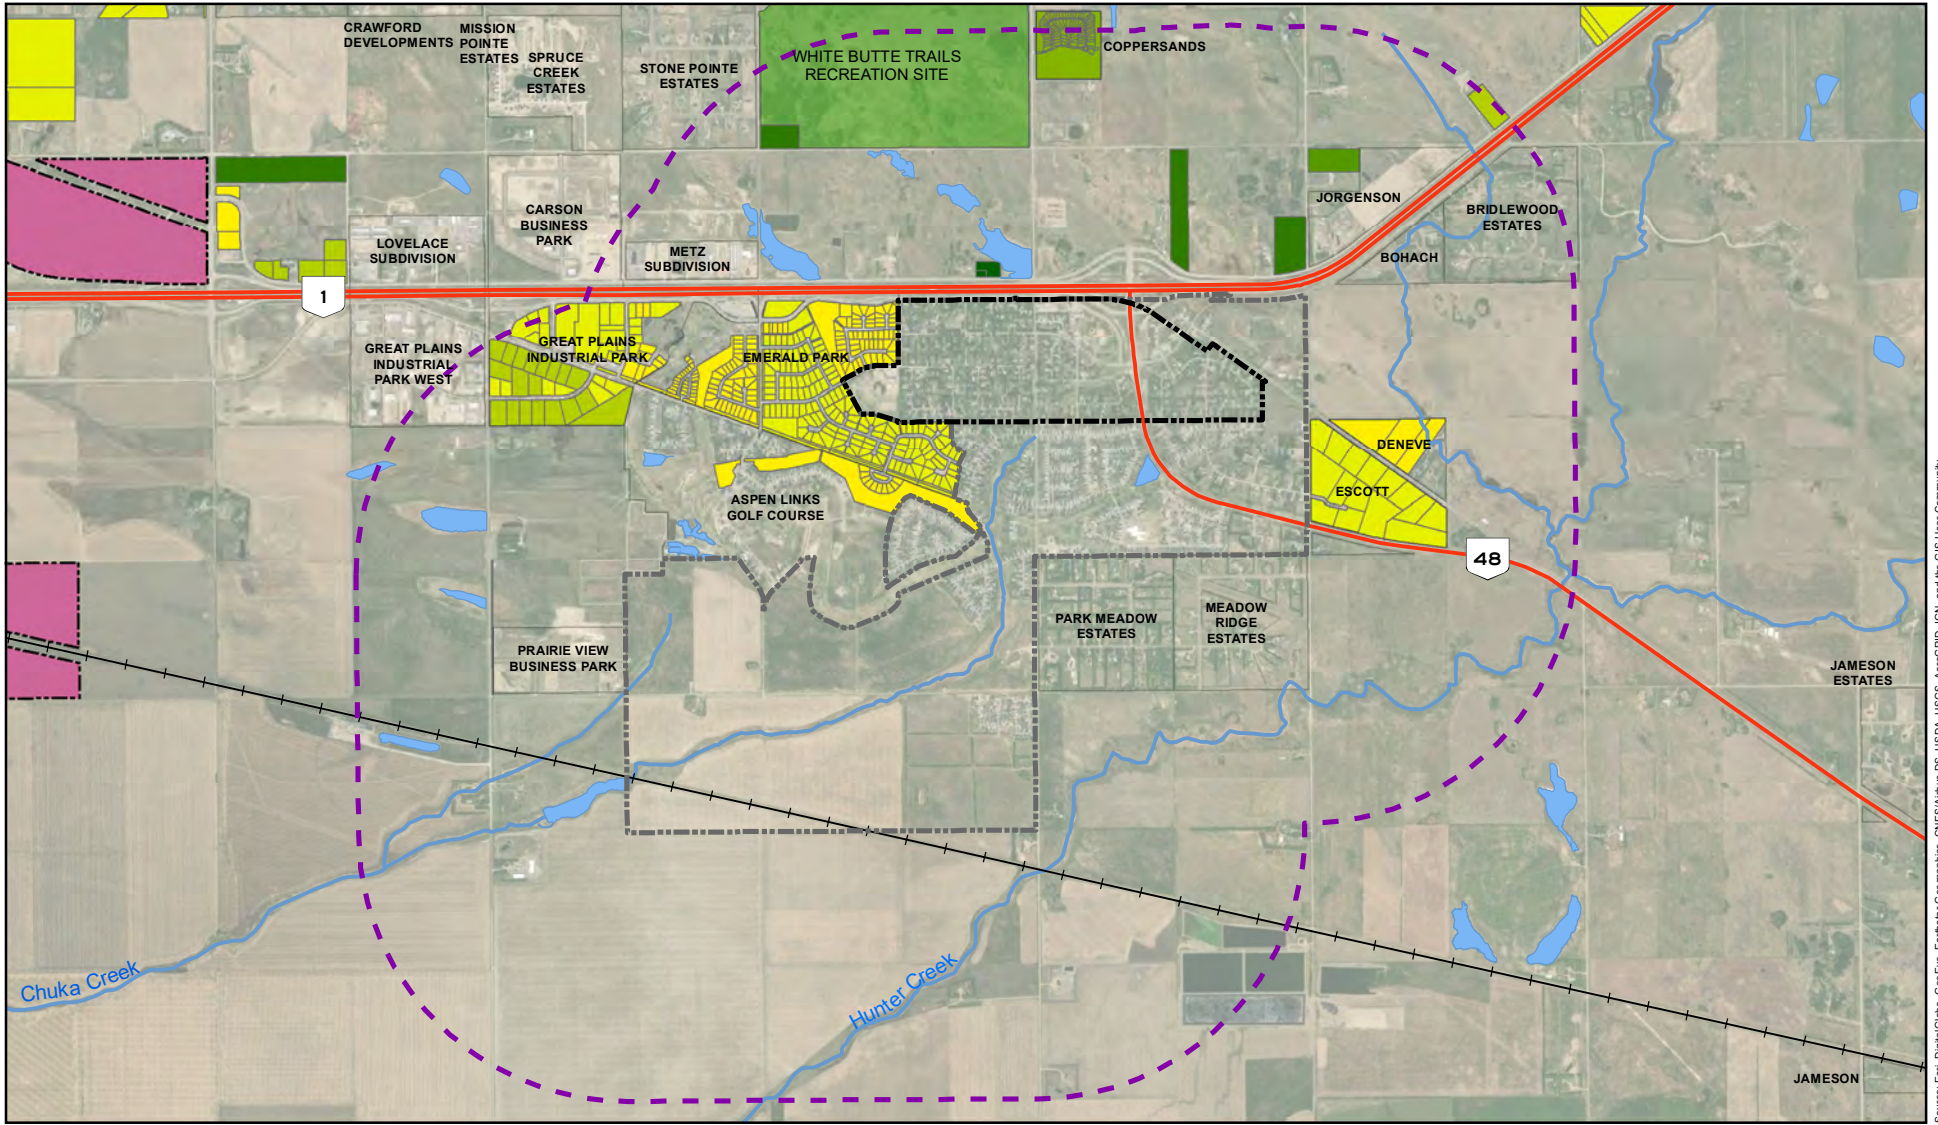 CRAWFORD
DEVELOPMENTS
MISSION
POINTE
ESTATES
SPRUCE
CREEK
ESTATES
STONE POINTE
ESTATES
WHITE BUTTE TRAILS
RECREATION SITE
COPPERSANDS
JORGENSON
BRIDLEWOOD
ESTATES
BOHACH
CARSON
BUSINESS
PARK
LOVELACE
SUBDIVISION
METZ
SUBDIVISION
1
GREAT PLAINS
INDUSTRIAL
PARK WEST
GREAT PLAINS
INDUSTRIAL PARK
EMERALD PARK
DENEVE
ESCOTT
ASPEN LINKS
GOLF COURSE
48
PARK MEADOW
ESTATES
MEADOW
RIDGE
ESTATES
PRAIRIE VIEW
BUSINESS PARK
JAMESON
ESTATES
Chuka Creek
Hunter Creek
JAMESON